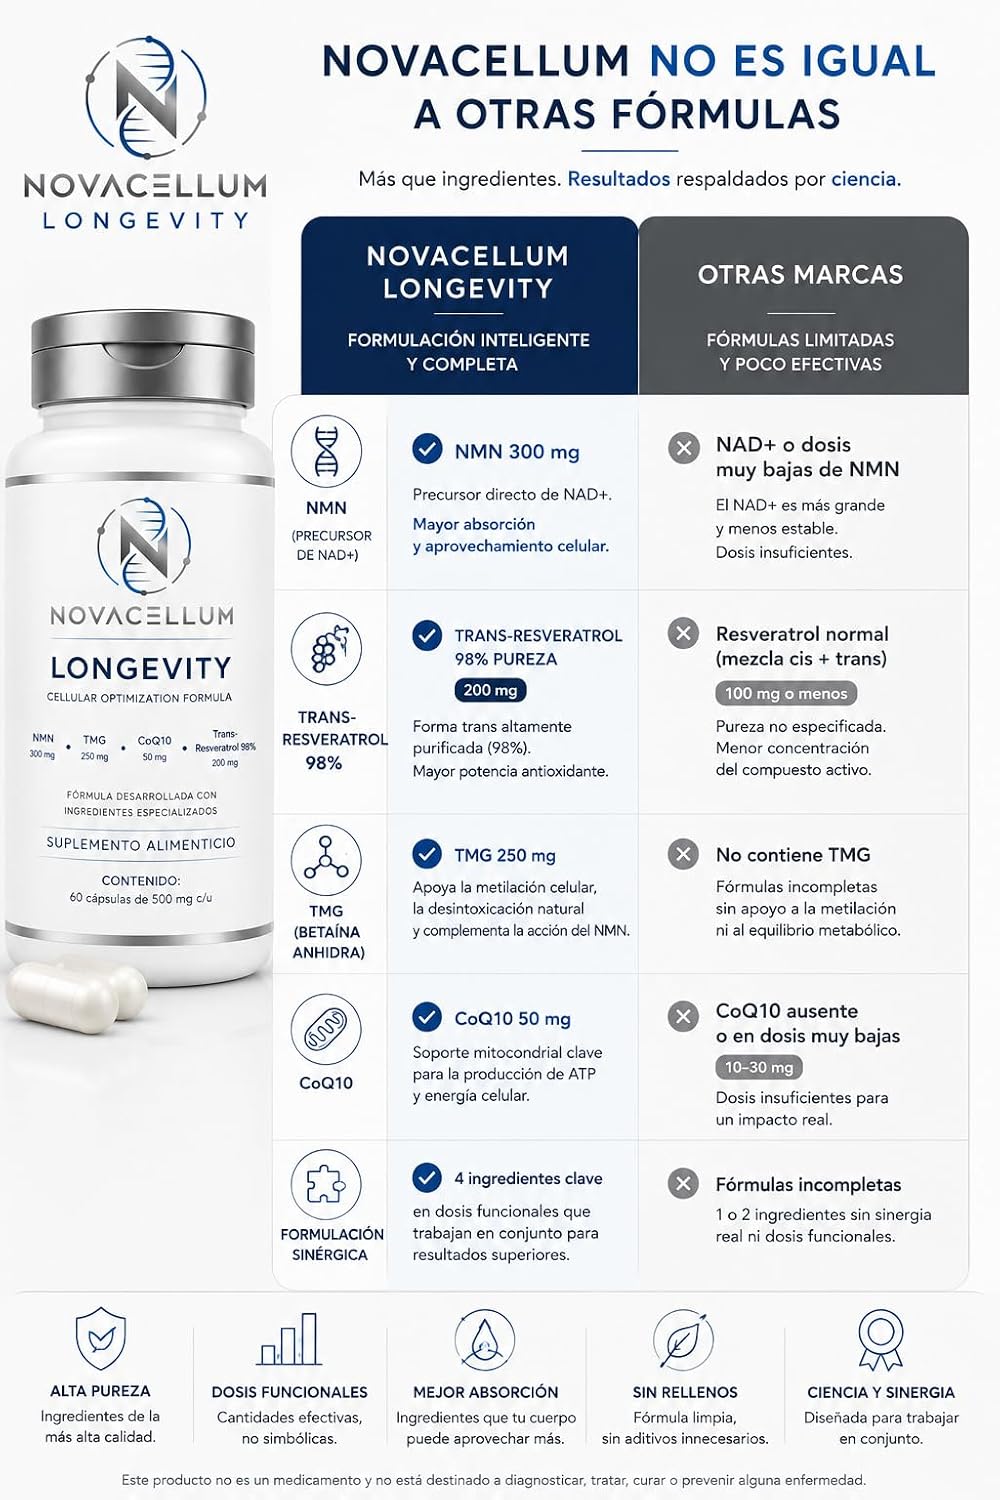 NOVACELLUM
LONGEVITY
NOVACELLUM NO ES IGUAL
A OTRAS FÓRMULAS
Más que ingredientes. Resultados respaldados por ciencia.
NOVACELLUM
LONGEVITY
FORMULACIÓN INTELIGENTE
Y COMPLETA
OTRAS MARCAS
FÓRMULAS LIMITADAS
Y POCO EFECTIVAS
NMN
(PRECURSOR
DE NAD+)
NMN 300 mg
Precursor directo de NAD+.
Mayor absorción
y aprovechamiento celular.
NAD+ o dosis
muy bajas de NMN
El NAD+ es más grande
y menos estable.
Dosis insuficientes.
TRANS-
RESVERATROL
98%
TRANS-RESVERATROL
98% PUREZA
200 mg
Forma trans altamente
purificada (98%).
Mayor potencia antioxidante.
Resveratrol normal
(mezcla cis + trans)
100 mg o menos
Pureza no especificada.
Menor concentración
del compuesto activo.
TMG
(BETAÍNA
ANHIDRA)
TMG 250 mg
Apoya la metilación celular,
la desintoxicación natural
y complementa la acción del NMN.
No contiene TMG
Fórmulas incompletas
sin apoyo a la metilación
ni al equilibrio metabólico.
CoQ10
CoQ10 50 mg
Soporte mitocondrial clave
para la producción de ATP
y energía celular.
CoQ10 ausente
o en dosis muy bajas
10–30 mg
Dosis insuficientes para
un impacto real.
FORMULACIÓN
SINÉRGICA
4 ingredientes clave
en dosis funcionales que
trabajan en conjunto para
resultados superiores.
Fórmulas incompletas
1 o 2 ingredientes sin sinergia
real ni dosis funcionales.
N
NOVACELLUM
LONGEVITY
CELLULAR OPTIMIZATION FORMULA
NMN
300 mg
•
TMG
250 mg
•
CoQ10
50 mg
•
Trans-
Resveratrol 98%
200 mg
FÓRMULA DESARROLLADA CON
INGREDIENTES ESPECIALIZADOS
SUPLEMENTO ALIMENTICIO
CONTENIDO:
60 cápsulas de 500 mg c/u
ALTA PUREZA
Ingredientes de la
más alta calidad.
DOSIS FUNCIONALES
Cantidades efectivas,
no simbólicas.
MEJOR ABSORCIÓN
Ingredientes que tu cuerpo
puede aprovechar más.
SIN RELLENOS
Fórmula limpia,
sin aditivos innecesarios.
CIENCIA Y SINERGIA
Diseñada para trabajar
en conjunto.
Este producto no es un medicamento y no está destinado a diagnosticar, tratar, curar o prevenir alguna enfermedad.